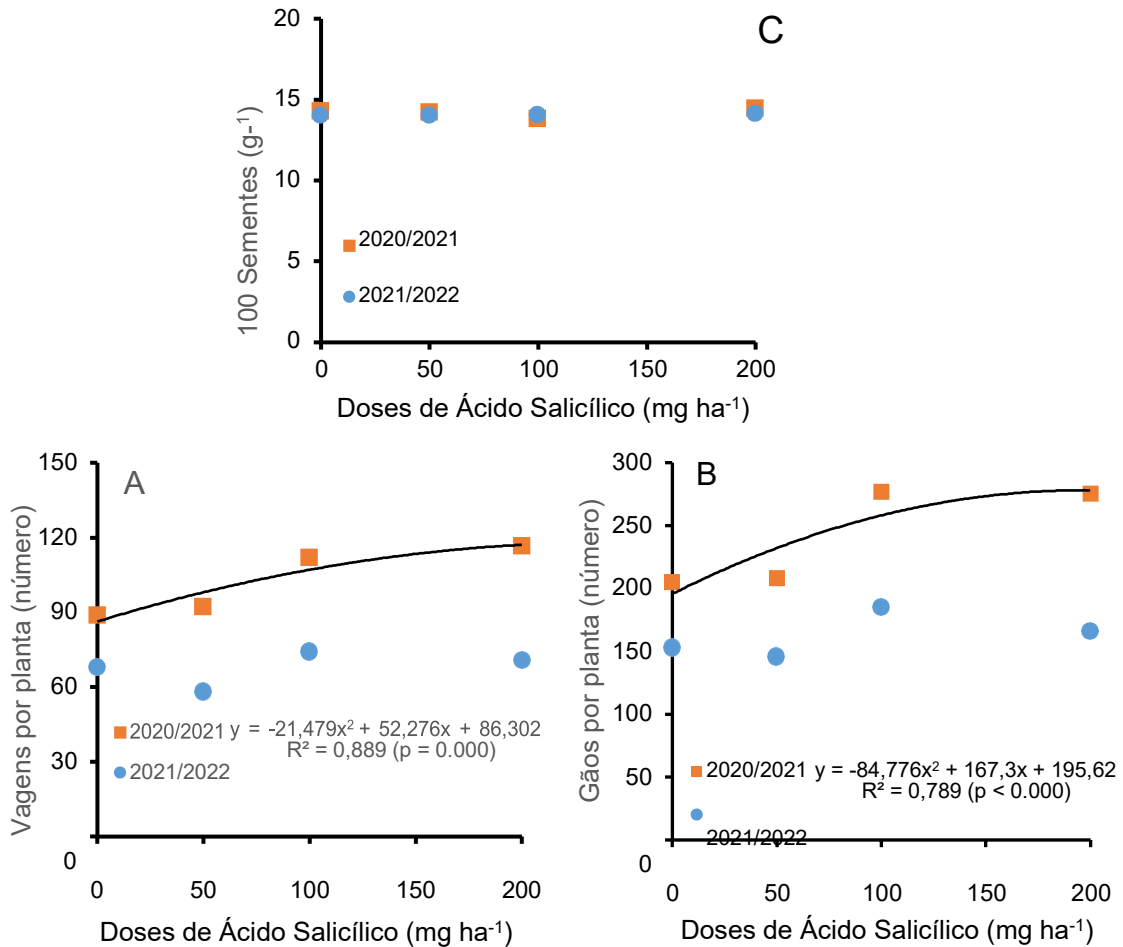 C
20
15
10
5
0
100 Sementes (g-¹)
2020/2021
2021/2022
0 50 100 150 200
Doses de Ácido Salicílico (mg ha-1)
A
150
120
90
60
30
0
Vagens por planta (número)
2020/2021 y = -21,479x² + 52,276x + 86,302
R² = 0,889 (p = 0.000)
2021/2022
0 50 100 150 200
Doses de Ácido Salicílico (mg ha-1)
B
300
250
200
150
100
50
0
Gãos por planta (número)
2020/2021 y = -84,776x² + 167,3x + 195,62
R² = 0,789 (p < 0.000)
2021/2022
0 50 100 150 200
Doses de Ácido Salicílico (mg ha-1)